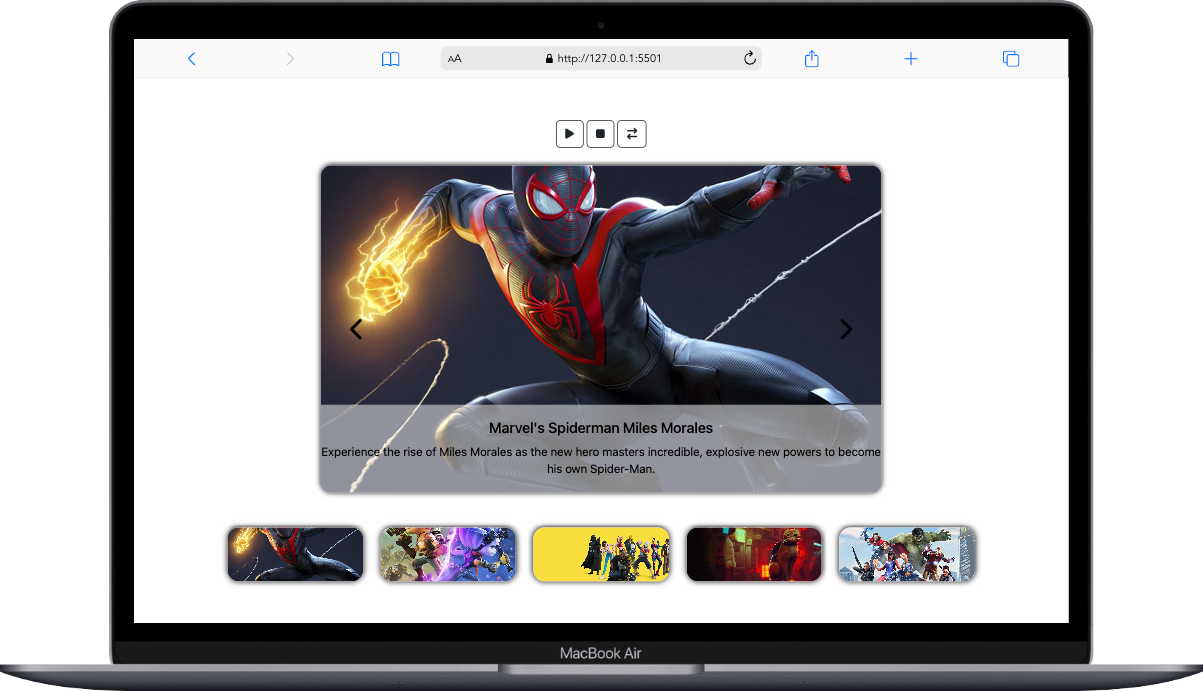 AA http://127.0.0.1:5501
Marvel's Spiderman Miles Morales
Experience the rise of Miles Morales as the new hero masters incredible, explosive new powers to become
his own Spider-Man.
MacBook Air